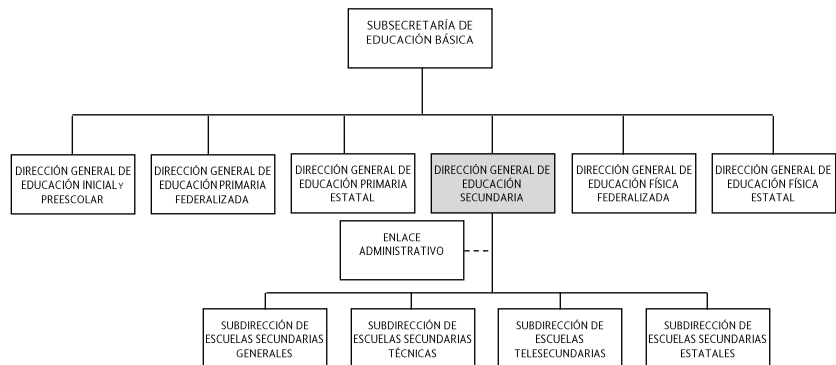 SUBSECRETARÍA DE
EDUCACIÓN BÁSICA
DIRECCIÓN GENERAL DE
EDUCACIÓN INICIAL Y
PREESCOLAR
DIRECCIÓN GENERAL DE
EDUCACIÓN PRIMARIA
FEDERALIZADA
DIRECCIÓN GENERAL DE
EDUCACIÓN PRIMARIA
ESTATAL
DIRECCIÓN GENERAL DE
EDUCACIÓN
SECUNDARIA
DIRECCIÓN GENERAL DE
EDUCACIÓN FÍSICA
FEDERALIZADA
DIRECCIÓN GENERAL DE
EDUCACIÓN FÍSICA
ESTATAL
ENLACE
ADMINISTRATIVO
SUBDIRECCIÓN DE
ESCUELAS SECUNDARIAS
GENERALES
SUBDIRECCIÓN DE
ESCUELAS SECUNDARIAS
TÉCNICAS
SUBDIRECCIÓN DE
ESCUELAS
TELESECUNDARIAS
SUBDIRECCIÓN DE
ESCUELAS SECUNDARIAS
ESTATALES